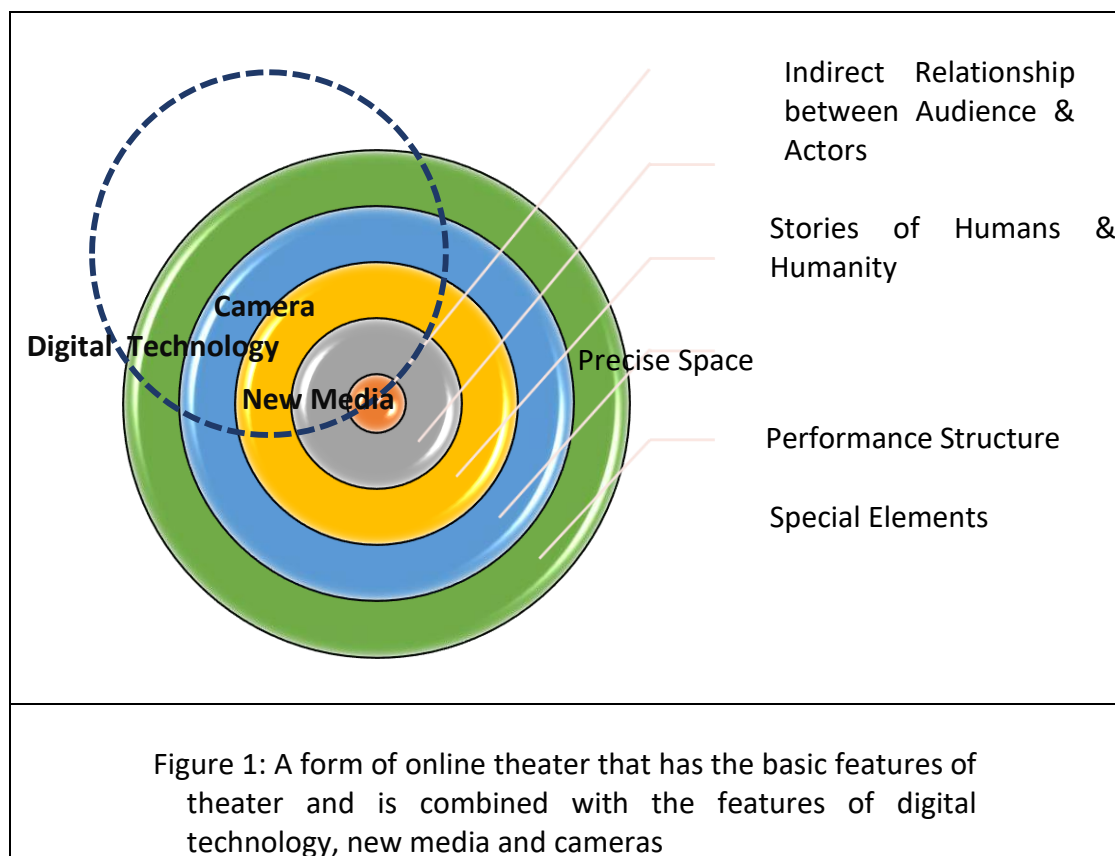 Indirect Relationship
between Audience &
Actors
Stories of Humans &
Humanity
Camera
Digital Technology
Precise Space
New Media
Performance Structure
Special Elements
Figure 1: A form of online theater that has the basic features of
theater and is combined with the features of digital
technology, new media and cameras